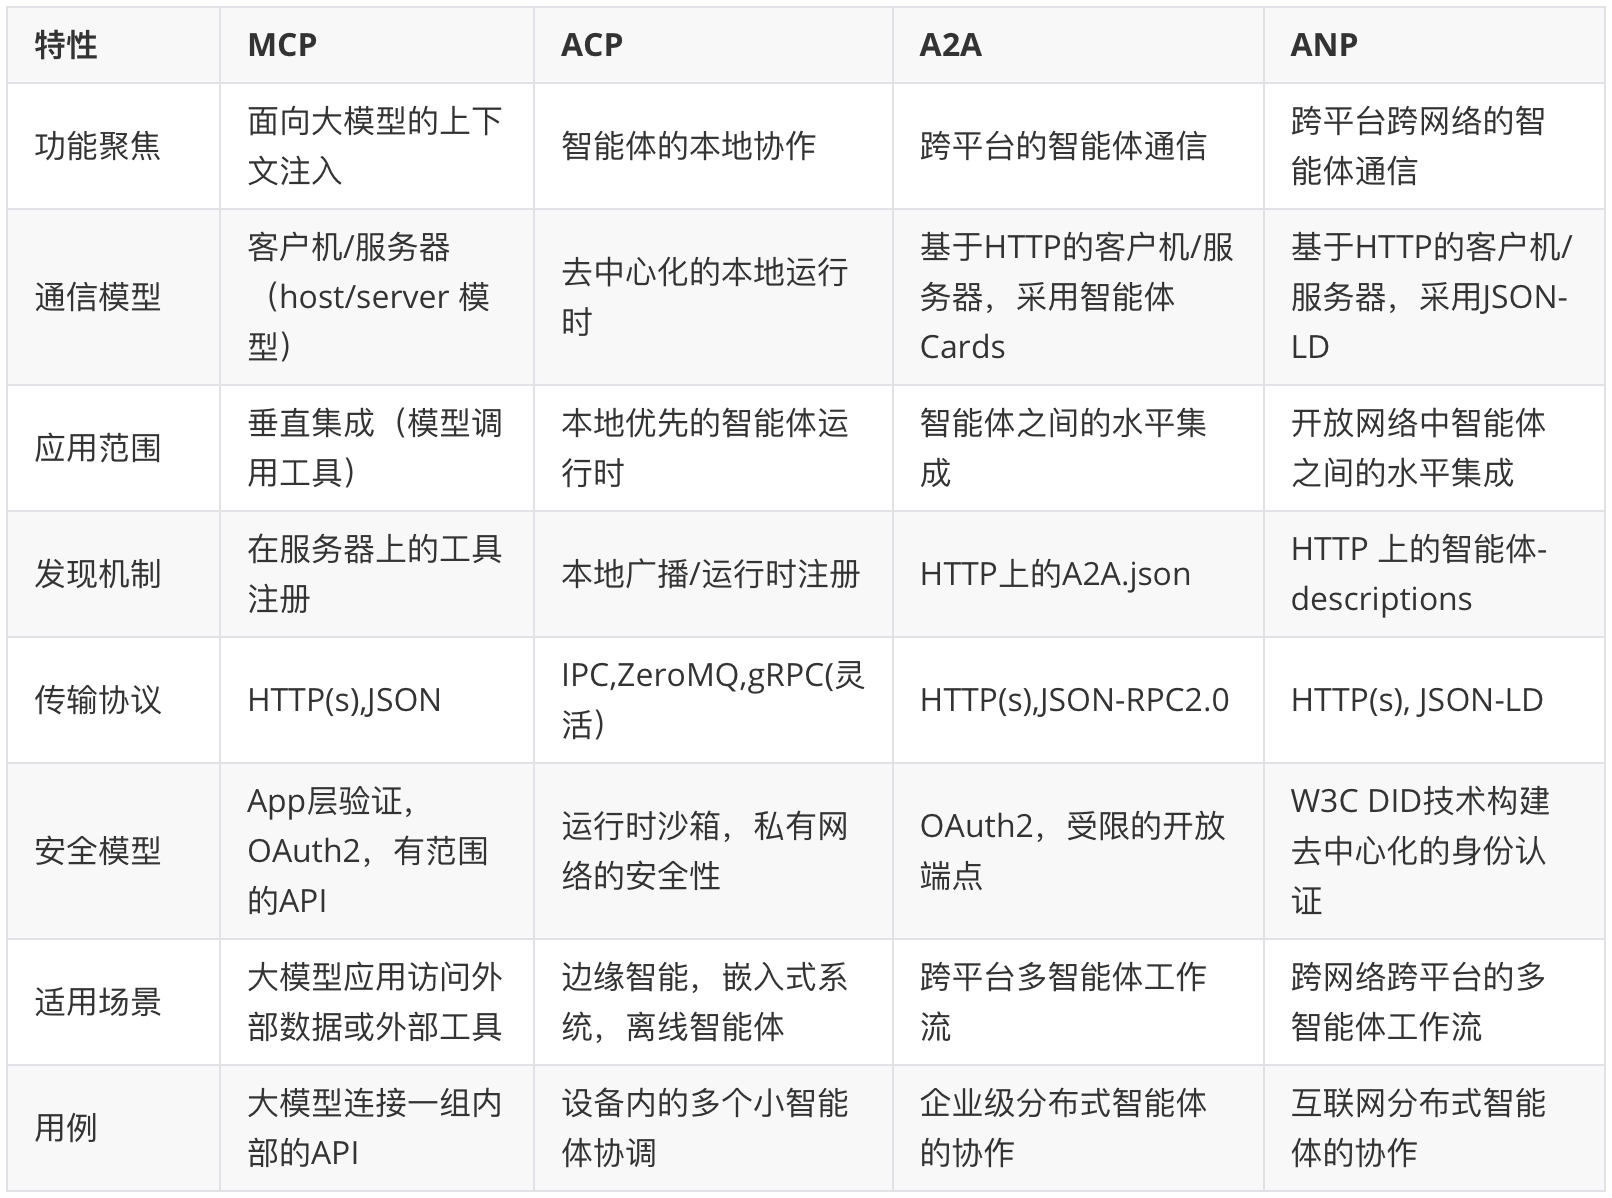 特性
MCP
ACP
A2A
ANP
功能聚焦
面向大模型的上下
文注入
智能体的本地协作
跨平台的智能体通信
跨平台跨网络的智
能体通信
通信模型
客户机/服务器
（host/server 模
型）
去中心化的本地运行
时
基于HTTP的客户机/服
务器，采用智能体
Cards
基于HTTP的客户机/
服务器，采用JSON-
LD
应用范围
垂直集成（模型调
用工具）
本地优先的智能体运
行时
智能体之间的水平集
成
开放网络中智能体
之间的水平集成
发现机制
在服务器上的工具
注册
本地广播/运行时注册
HTTP上的A2A.json
HTTP 上的智能体-
descriptions
传输协议
HTTP(s),JSON
IPC,ZeroMQ,gRPC(灵
活）
HTTP(s),JSON-RPC2.0
HTTP(s), JSON-LD
安全模型
App层验证，
OAuth2，有范围
的API
运行时沙箱，私有网
络的安全性
OAuth2，受限的开放
端点
W3C DID技术构建
去中心化的身份认
证
适用场景
大模型应用访问外
部数据或外部工具
边缘智能，嵌入式系
统，离线智能体
跨平台多智能体工作
流
跨网络跨平台的多
智能体工作流
用例
大模型连接一组内
部的API
设备内的多个小智能
体协调
企业级分布式智能体
的协作
互联网分布式智能
体的协作